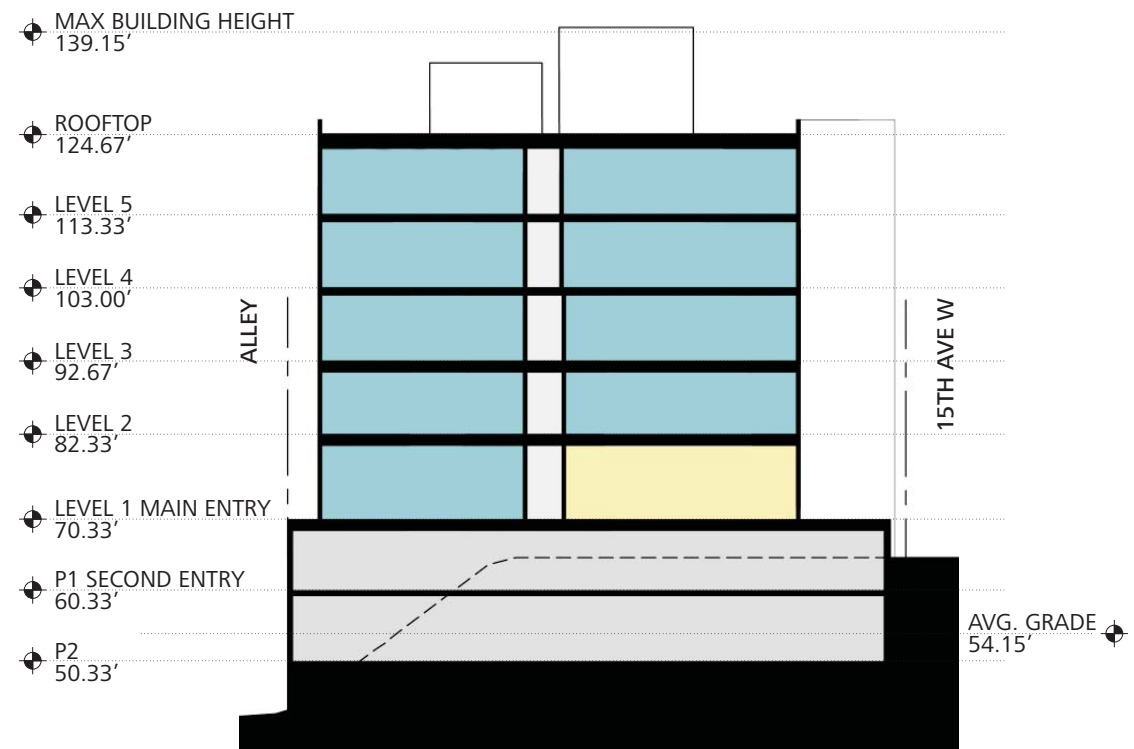 MAX BUILDING HEIGHT
139.15’
ROOFTOP
124.67’
LEVEL 5
113.33’
LEVEL 4
103.00’
ALLEY
15TH AVE W
LEVEL 3
92.67’
LEVEL 2
82.33’
LEVEL 1 MAIN ENTRY
70.33’
P1 SECOND ENTRY
60.33’
AVG. GRADE
54.15’
P2
50.33’